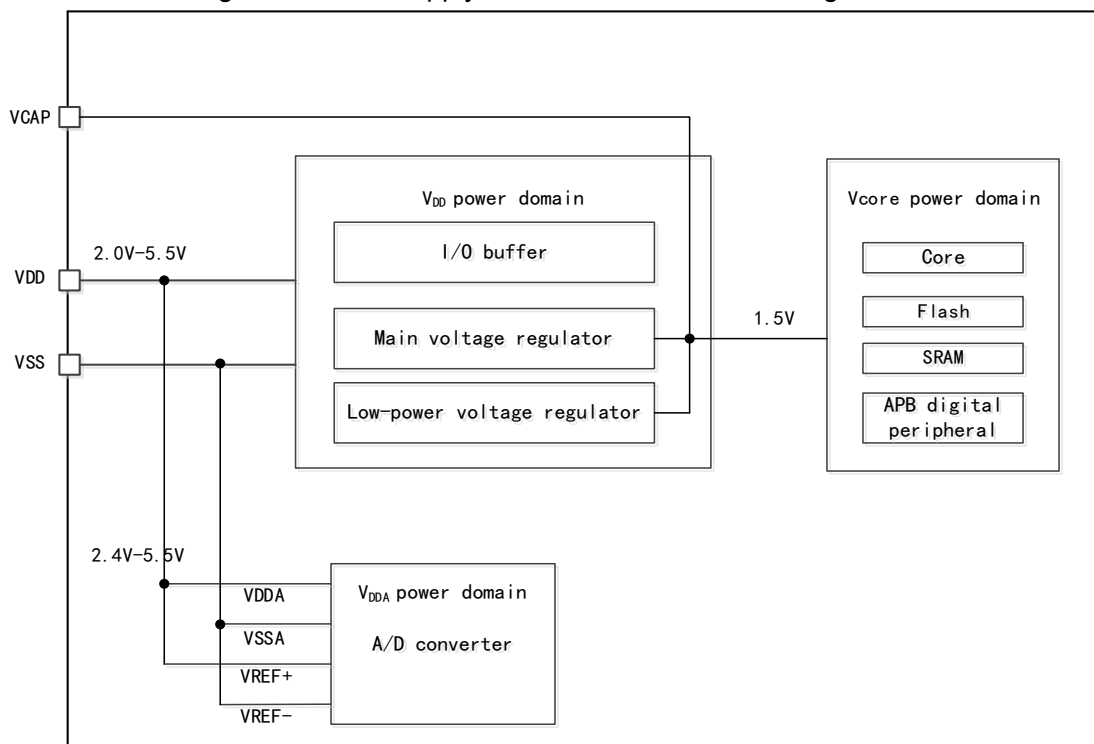 VCAP
V_DD power domain
Vcore power domain
I/O buffer
Core
2.0V-5.5V
VDD
Flash
Main voltage regulator
1.5V
VSS
SRAM
Low-power voltage regulator
APB digital
peripheral
2.4V-5.5V
VDDA
V_DDA power domain
VSSA
A/D converter
VREF+
VREF-